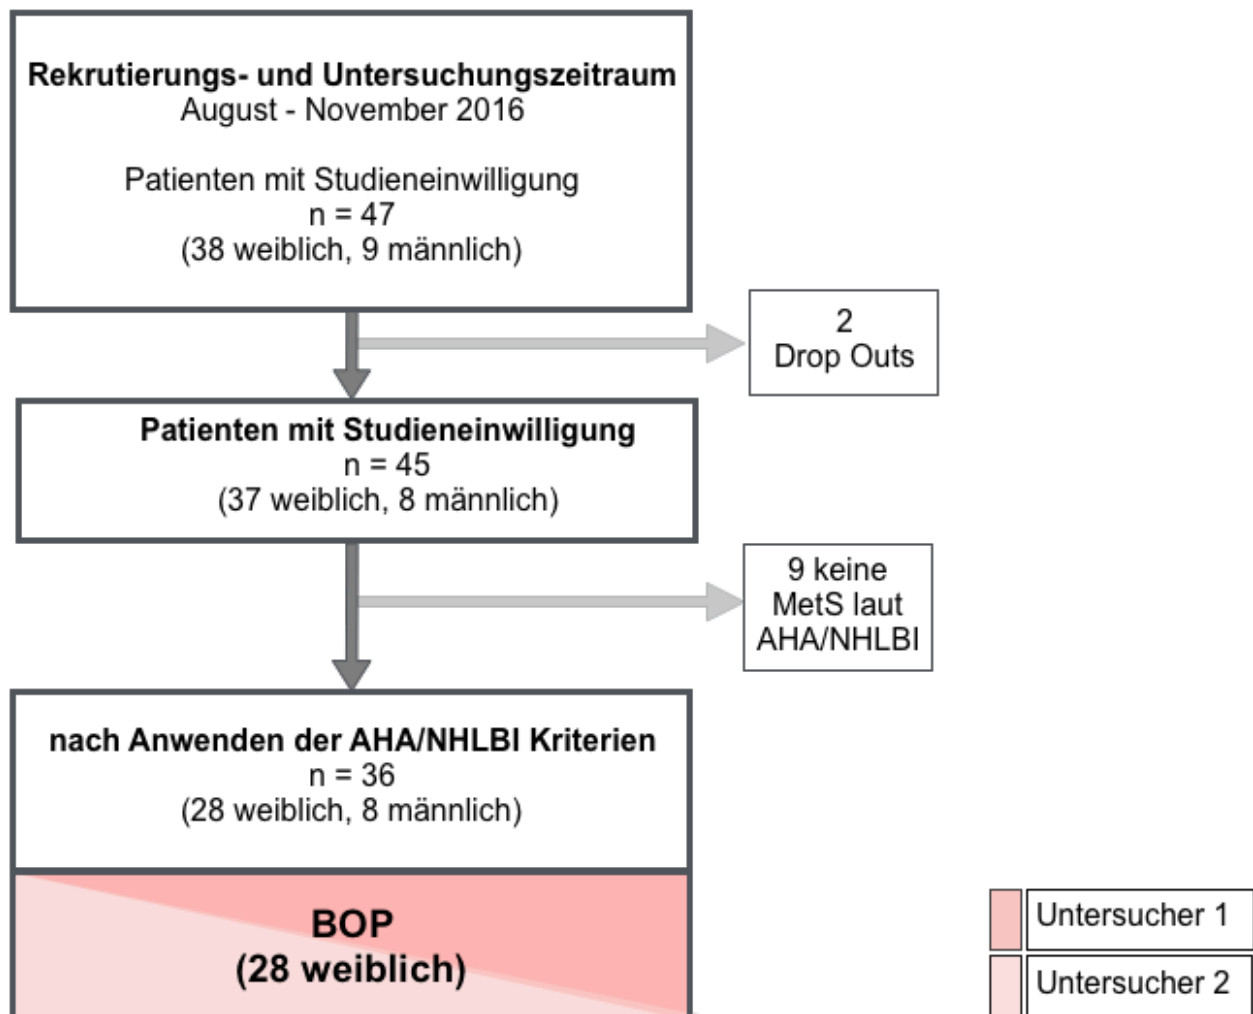 Rekrutierungs- und Untersuchungszeitraum
August - November 2016
Patienten mit Studieneinwilligung
n = 47
(38 weiblich, 9 männlich)
2
Drop Outs
Patienten mit Studieneinwilligung
n = 45
(37 weiblich, 8 männlich)
9 keine
MetS laut
AHA/NHLBI
nach Anwenden der AHA/NHLBI Kriterien
n = 36
(28 weiblich, 8 männlich)
BOP
(28 weiblich)
Untersucher 1
Untersucher 2